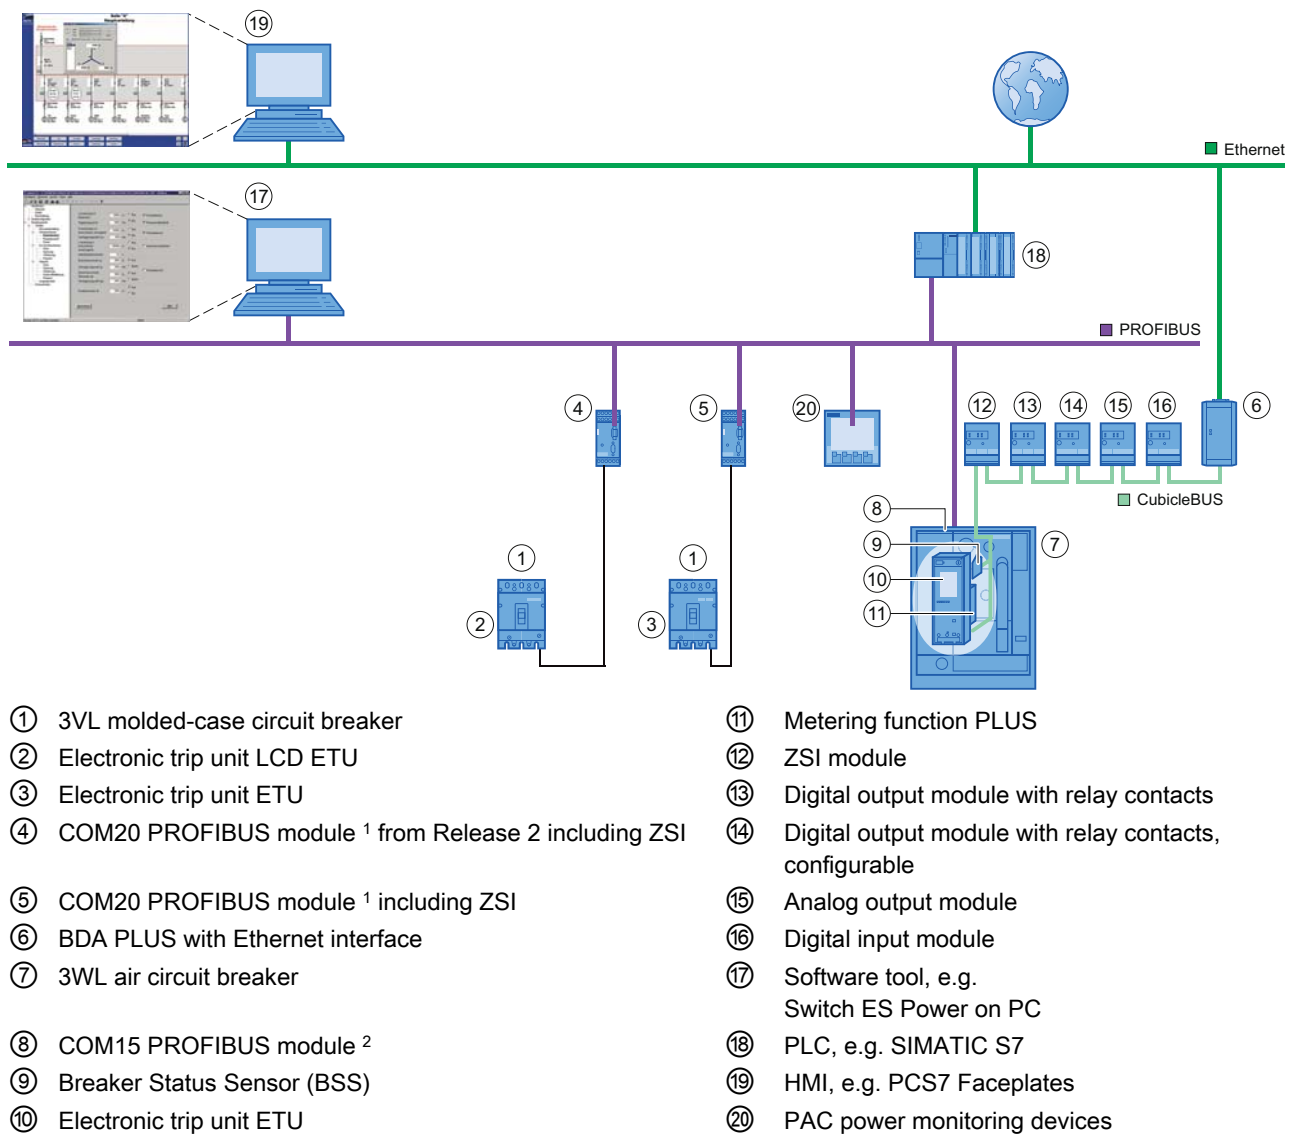 19
Ethernet
17
18
PROFIBUS
4
5
20
12
13
14
15
16
6
CubicleBUS
8
7
9
1
1
10
2
3
11
① 3VL molded-case circuit breaker
② Electronic trip unit LCD ETU
③ Electronic trip unit ETU
④ COM20 PROFIBUS module ¹ from Release 2 including ZSI
⑤ COM20 PROFIBUS module ¹ including ZSI
⑥ BDA PLUS with Ethernet interface
⑦ 3WL air circuit breaker
⑧ COM15 PROFIBUS module ²
⑨ Breaker Status Sensor (BSS)
⑩ Electronic trip unit ETU
⑪ Metering function PLUS
⑫ ZSI module
⑬ Digital output module with relay contacts
⑭ Digital output module with relay contacts,
configurable
⑮ Analog output module
⑯ Digital input module
⑰ Software tool, e.g.
Switch ES Power on PC
⑱ PLC, e.g. SIMATIC S7
⑲ HMI, e.g. PCS7 Faceplates
⑳ PAC power monitoring devices